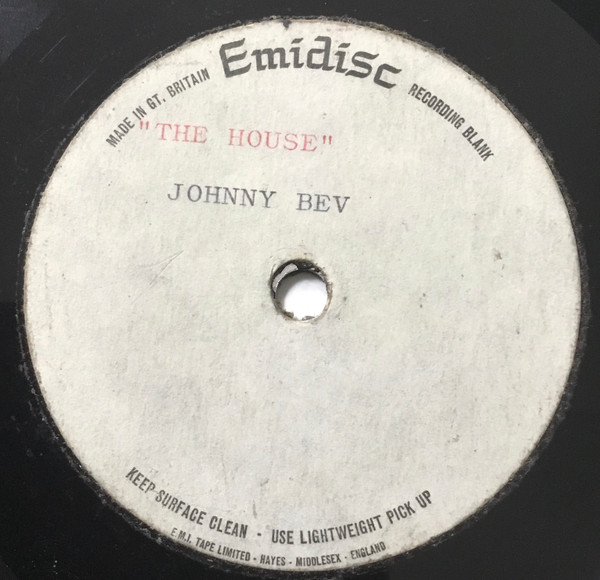 Emidisc
MADE IN GT. BRITAIN
RECORDING BLANK
"THE HOUSE"
JOHNNY BEV
KEEP SURFACE CLEAN - USE LIGHTWEIGHT PICK UP
E.M.I. TAPE LIMITED - HAYES - MIDDLESEX - ENGLAND